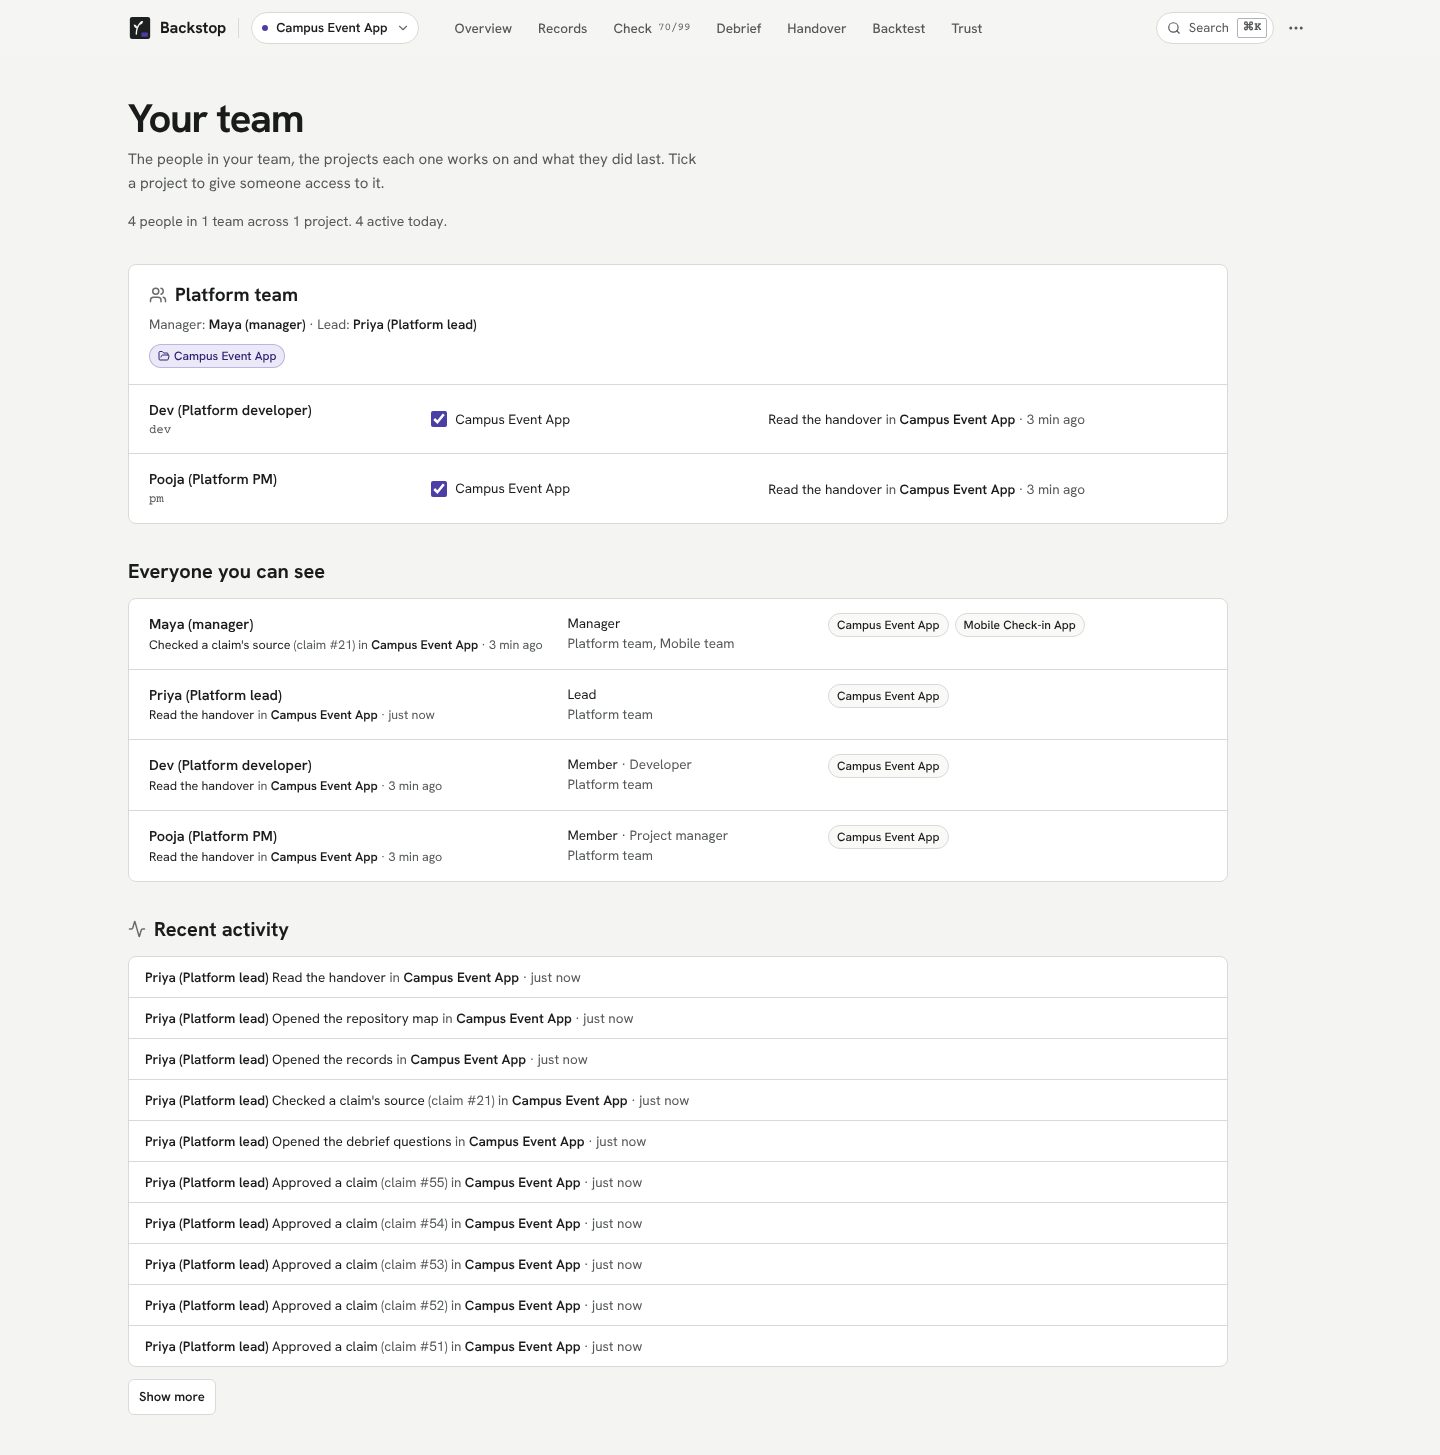 Backstop
Campus Event App
Overview Records Check 70/99 Debrief Handover Backtest Trust
Search ⌘K
Your team
The people in your team, the projects each one works on and what they did last. Tick
a project to give someone access to it.
4 people in 1 team across 1 project. 4 active today.
Platform team
Manager: Maya (manager) · Lead: Priya (Platform lead)
Campus Event App
Dev (Platform developer)
dev
Campus Event App
Read the handover in Campus Event App · 3 min ago
Pooja (Platform PM)
pm
Campus Event App
Read the handover in Campus Event App · 3 min ago
Everyone you can see
Maya (manager)
Checked a claim's source (claim #21) in Campus Event App · 3 min ago
Manager
Platform team, Mobile team
Campus Event App Mobile Check-in App
Priya (Platform lead)
Read the handover in Campus Event App · just now
Lead
Platform team
Campus Event App
Dev (Platform developer)
Read the handover in Campus Event App · 3 min ago
Member · Developer
Platform team
Campus Event App
Pooja (Platform PM)
Read the handover in Campus Event App · 3 min ago
Member · Project manager
Platform team
Campus Event App
Recent activity
Priya (Platform lead) Read the handover in Campus Event App · just now
Priya (Platform lead) Opened the repository map in Campus Event App · just now
Priya (Platform lead) Opened the records in Campus Event App · just now
Priya (Platform lead) Checked a claim's source (claim #21) in Campus Event App · just now
Priya (Platform lead) Opened the debrief questions in Campus Event App · just now
Priya (Platform lead) Approved a claim (claim #55) in Campus Event App · just now
Priya (Platform lead) Approved a claim (claim #54) in Campus Event App · just now
Priya (Platform lead) Approved a claim (claim #53) in Campus Event App · just now
Priya (Platform lead) Approved a claim (claim #52) in Campus Event App · just now
Priya (Platform lead) Approved a claim (claim #51) in Campus Event App · just now
Show more